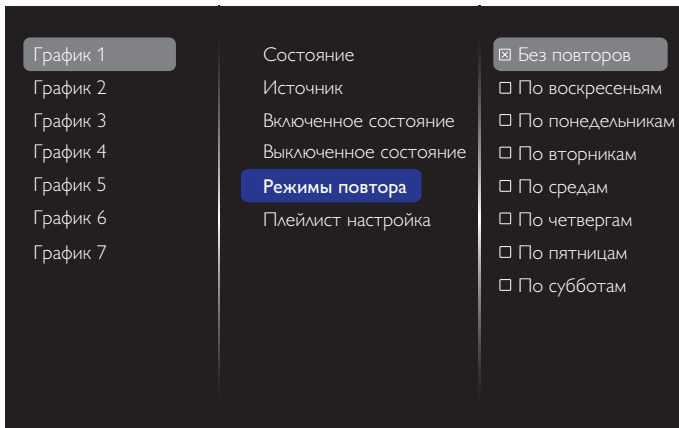 График 1
График 2
График 3
График 4
График 5
График 6
График 7
Состояние
Источник
Включенное состояние
Выключенное состояние
Режимы повтора
Плейлист настройка
Без повторов
По воскресеньям
По понедельникам
По вторникам
По средам
По четвергам
По пятницам
По субботам